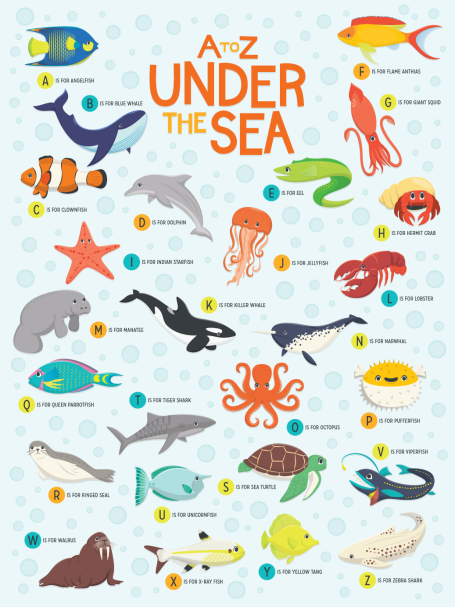 A TO Z
UNDER
THE SEA
A IS FOR ANGELFISH
F IS FOR FLAME ANTHIAS
B IS FOR BLUE WHALE
G IS FOR GIANT SQUID
C IS FOR CLOWNFISH
D IS FOR DOLPHIN
E IS FOR EEL
H IS FOR HERMIT CRAB
I IS FOR INDIAN STARFISH
J IS FOR JELLYFISH
L IS FOR LOBSTER
K IS FOR KILLER WHALE
M IS FOR MANATEE
N IS FOR NARWHAL
Q IS FOR QUEEN PARROTFISH
T IS FOR TIGER SHARK
O IS FOR OCTOPUS
P IS FOR PUFFERFISH
V IS FOR VIPERFISH
R IS FOR RINGED SEAL
S IS FOR SEA TURTLE
U IS FOR UNICORNFISH
W IS FOR WALRUS
X IS FOR X-RAY FISH
Y IS FOR YELLOW TANG
Z IS FOR ZEBRA SHARK